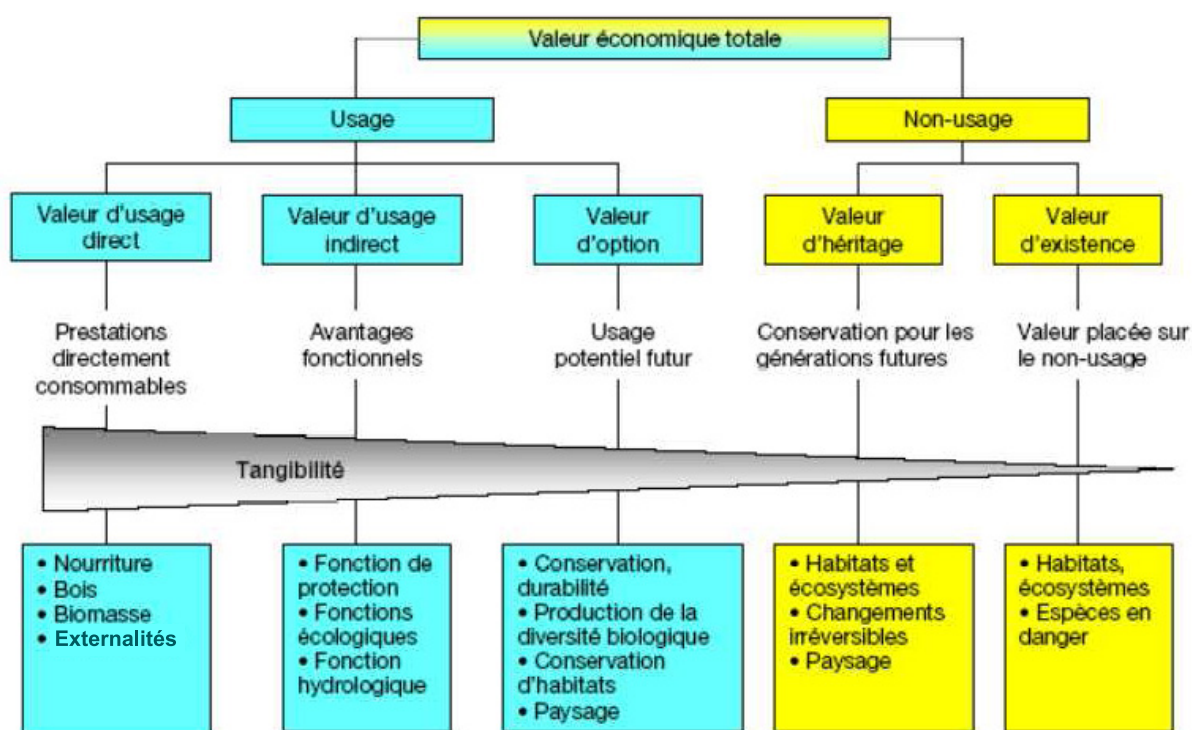 Valeur économique totale
Usage
Non-usage
Valeur d'usage
direct
Valeur d'usage
indirect
Valeur
d'option
Valeur
d'héritage
Valeur
d'existence
Prestations
directement
consommables
Avantages
fonctionnels
Usage
potentiel futur
Conservation pour les
générations futures
Valeur placée sur
le non-usage
Tangibilité
• Nourriture
• Bois
• Biomasse
• Externalités
• Fonction de
protection
• Fonctions
écologiques
• Fonction
hydrologique
• Conservation,
durabilité
• Production de la
diversité biologique
• Conservation
d'habitats
• Paysage
• Habitats et
écosystèmes
• Changements
irréversibles
• Paysage
• Habitats,
écosystèmes
• Espèces en
danger